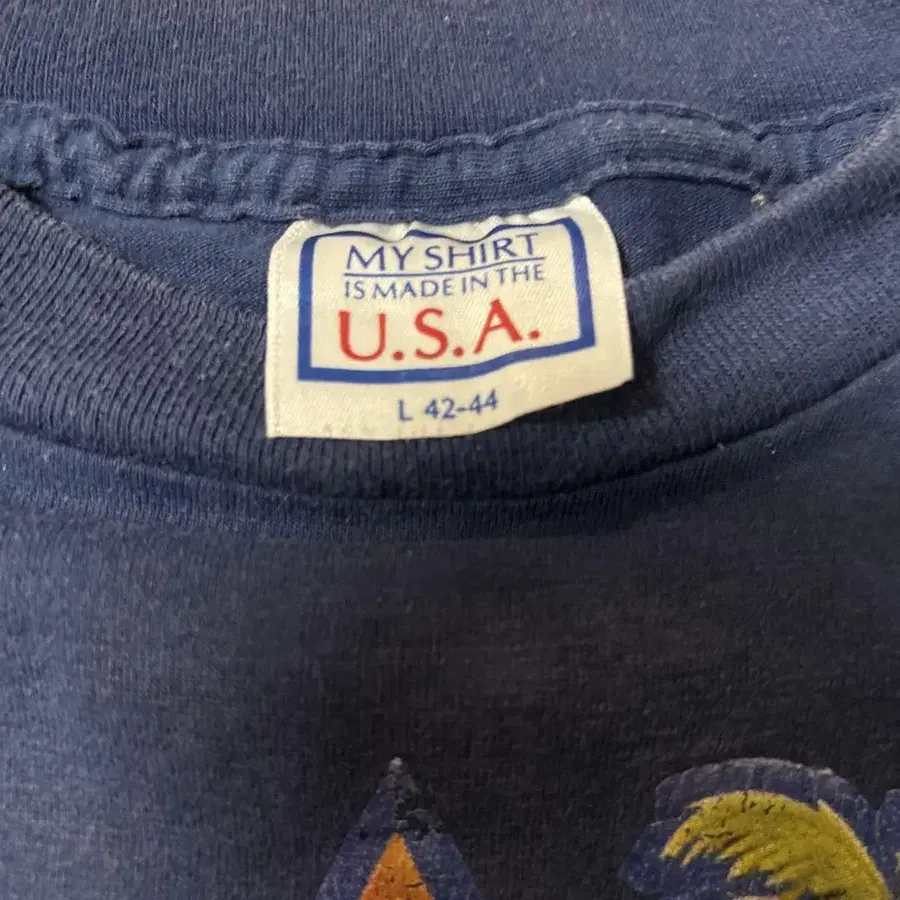 MY SHIRT
IS MADE IN THE
U.S.A.
L 42-44